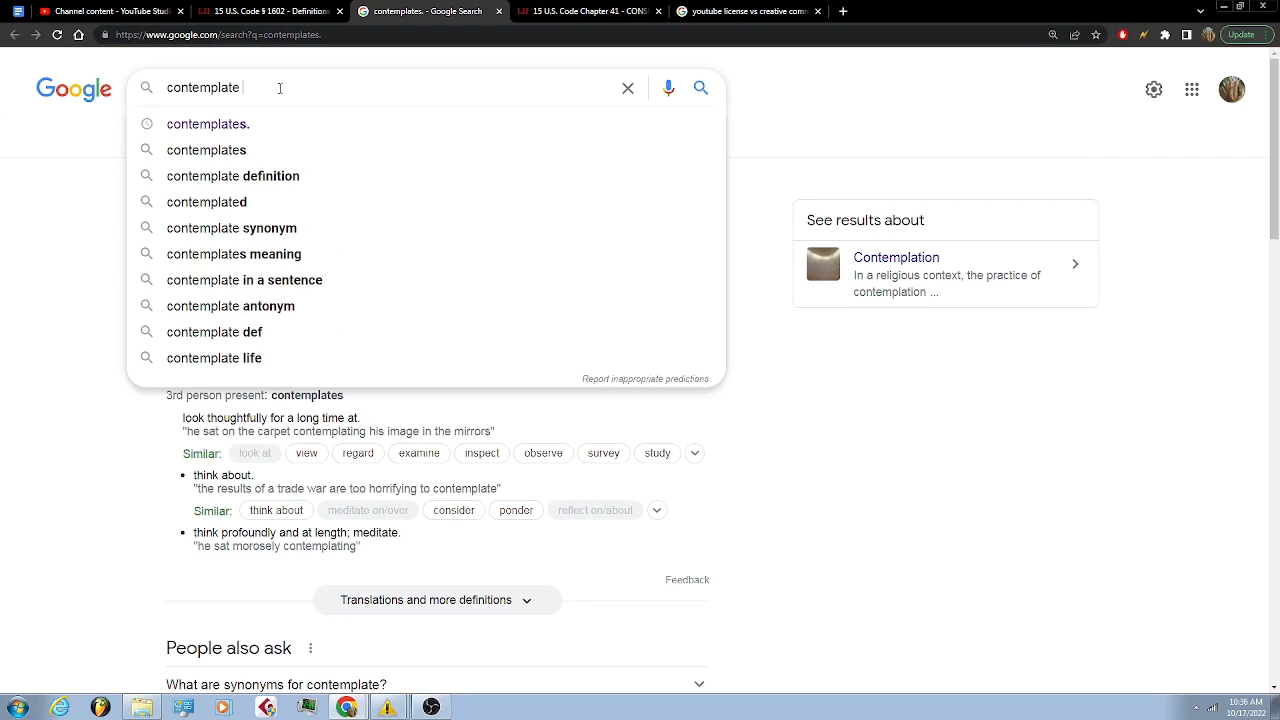 Channel content - YouTube Studi
15 U.S. Code § 1602 - Definitions
contemplates. - Google Search
15 U.S. Code Chapter 41 - CONS
youtube license vs creative comm
https://www.google.com/search?q=contemplates.
Update
Google
contemplate
contemplates.
contemplates
contemplate definition
contemplated
contemplate synonym
contemplates meaning
contemplate in a sentence
contemplate antonym
contemplate def
contemplate life
Report inappropriate predictions
See results about
Contemplation
In a religious context, the practice of
contemplation ...
3rd person present: contemplates
look thoughtfully for a long time at.
"he sat on the carpet contemplating his image in the mirrors"
Similar: look at view regard examine inspect observe survey study
• think about.
"the results of a trade war are too horrifying to contemplate"
Similar: think about meditate on/over consider ponder reflect on/about
• think profoundly and at length; meditate.
"he sat morosely contemplating"
Feedback
Translations and more definitions
People also ask
What are synonyms for contemplate?
10:36 AM
10/17/2022